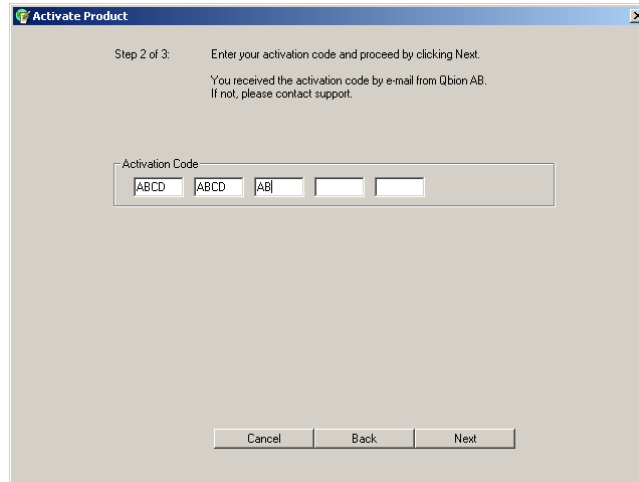 Activate Product
Step 2 of 3: Enter your activation code and proceed by clicking Next.
You received the activation code by e-mail from Qbion AB.
If not, please contact support.
Activation Code
ABCD ABCD AB
Cancel Back Next